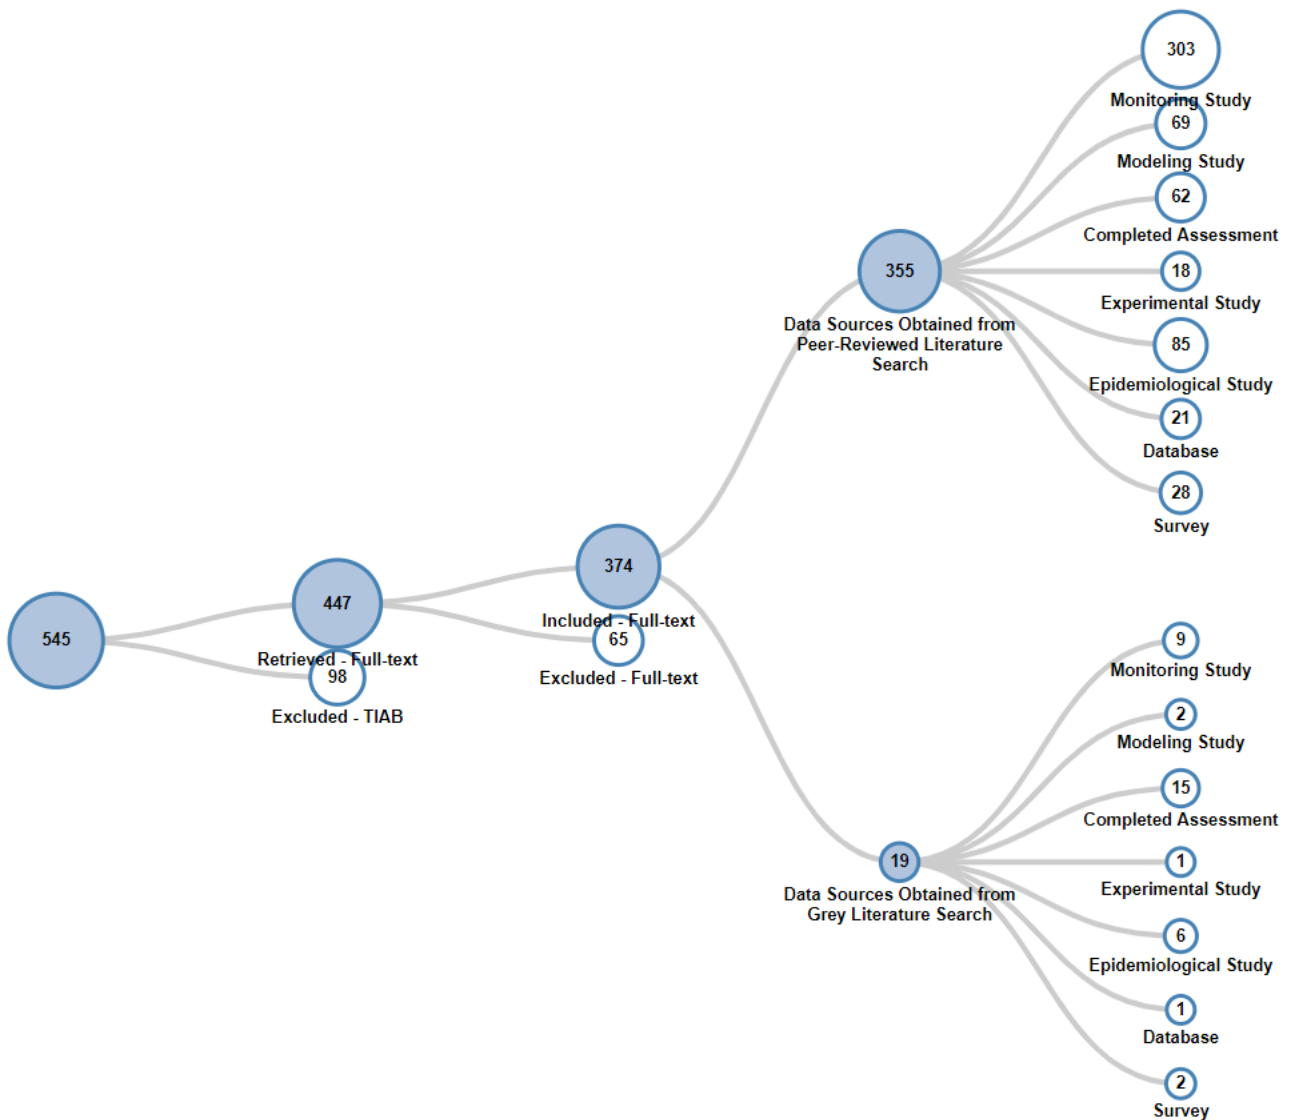 545
447
Retrieved - Full-text
98
Excluded - TIAB
374
Included - Full-text
65
Excluded - Full-text
355
Data Sources Obtained from
Peer-Reviewed Literature
Search
303
Monitoring Study
69
Modeling Study
62
Completed Assessment
18
Experimental Study
85
Epidemiological Study
21
Database
28
Survey
19
Data Sources Obtained from
Grey Literature Search
9
Monitoring Study
2
Modeling Study
15
Completed Assessment
1
Experimental Study
6
Epidemiological Study
1
Database
2
Survey